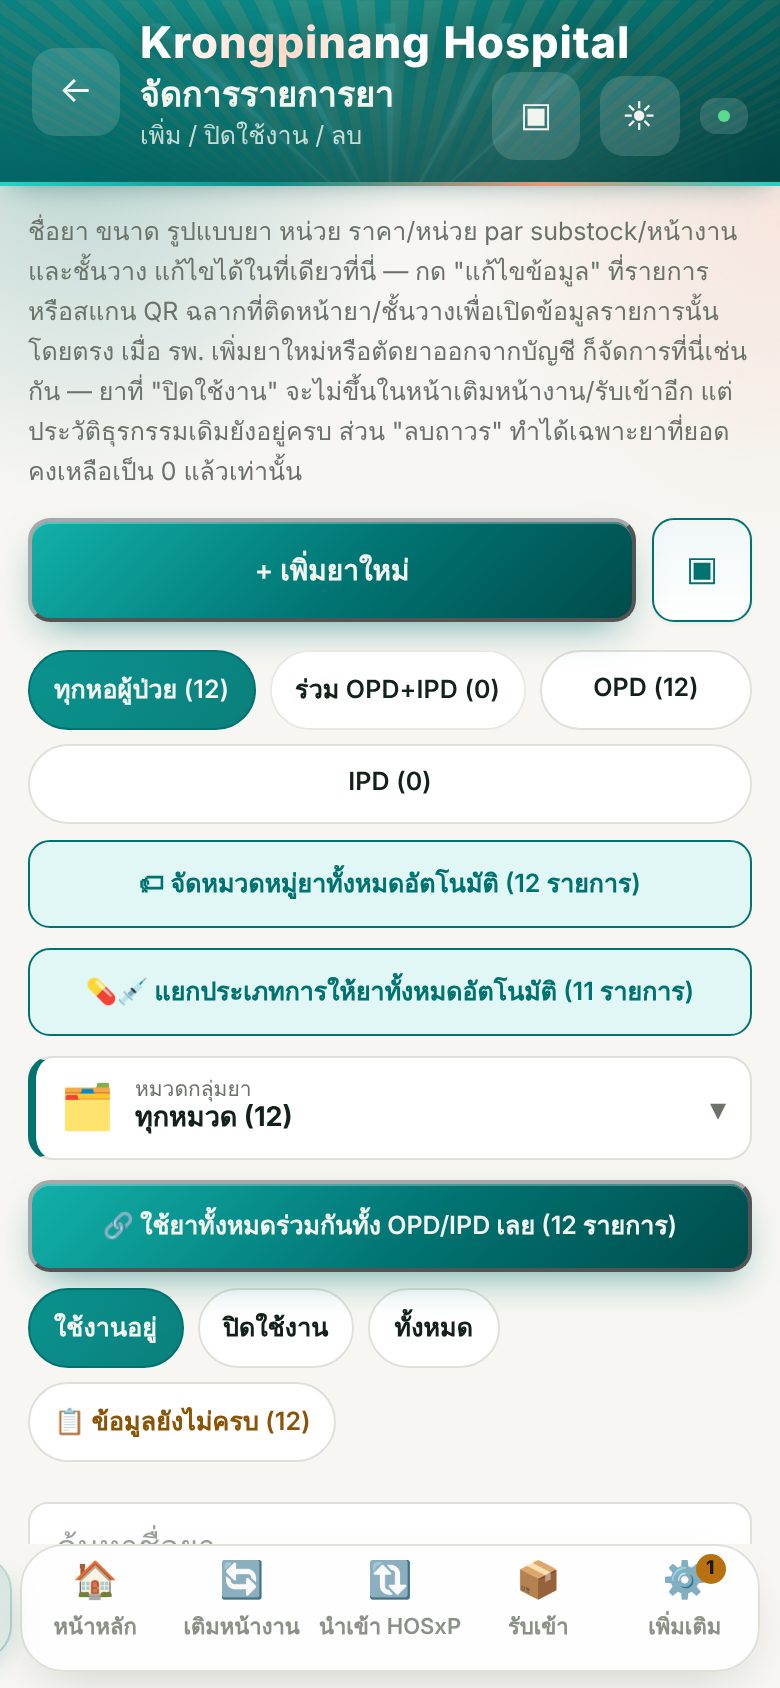 Krongpinang Hospital
จัดการรายการยา
เพิ่ม / ปิดใช้งาน / ลบ
ชื่อยา ขนาด รูปแบบยา หน่วย ราคา/หน่วย par substock/หน้างาน
และชั้นวาง แก้ไขได้ในที่เดียวที่นี่ — กด "แก้ไขข้อมูล" ที่รายการ
หรือสแกน QR ฉลากที่ติดหน้ายา/ชั้นวางเพื่อเปิดข้อมูลรายการนั้น
โดยตรง เมื่อ รพ. เพิ่มยาใหม่หรือตัดยาออกจากบัญชี ก็จัดการที่นี่เช่น
กัน — ยาที่ "ปิดใช้งาน" จะไม่ขึ้นในหน้าเติมหน้างาน/รับเข้าอีก แต่
ประวัติธุรกรรมเดิมยังอยู่ครบ ส่วน "ลบถาวร" ทำได้เฉพาะยาที่ยอด
คงเหลือเป็น 0 แล้วเท่านั้น
+ เพิ่มยาใหม่
ทุกหอผู้ป่วย (12)
ร่วม OPD+IPD (0)
OPD (12)
IPD (0)
จัดหมวดหมู่ยาทั้งหมดอัตโนมัติ (12 รายการ)
แยกประเภทการให้ยาทั้งหมดอัตโนมัติ (11 รายการ)
หมวดกลุ่มยา
ทุกหมวด (12)
ใช้ยาทั้งหมดร่วมกันทั้ง OPD/IPD เลย (12 รายการ)
ใช้งานอยู่
ปิดใช้งาน
ทั้งหมด
ข้อมูลยังไม่ครบ (12)
ค้นหาชื่อยา
1
หน้าหลัก
เติมหน้างาน
นำเข้า HOSxP
รับเข้า
เพิ่มเติม